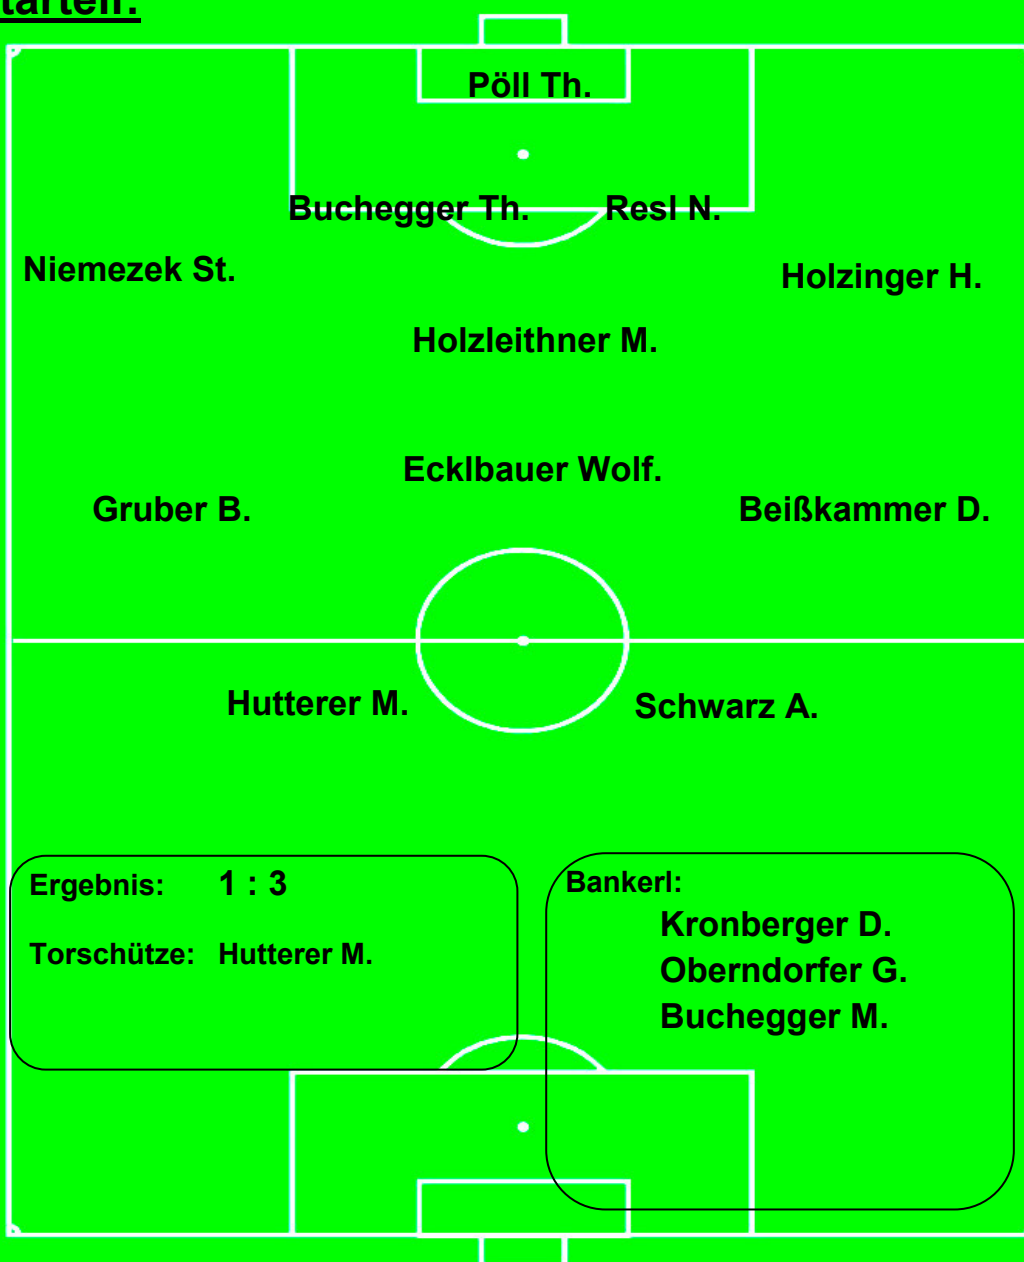 Pöll Th.
Buchegger Th. Resl N.
Niemezek St.
Holzinger H.
Holzleithner M.
Ecklbauer Wolf.
Gruber B.
Beißkammer D.
Hutterer M.
Schwarz A.
Ergebnis: 1 : 3
Torschütze: Hutterer M.
Bankerl:
Kronberger D.
Oberndorfer G.
Buchegger M.